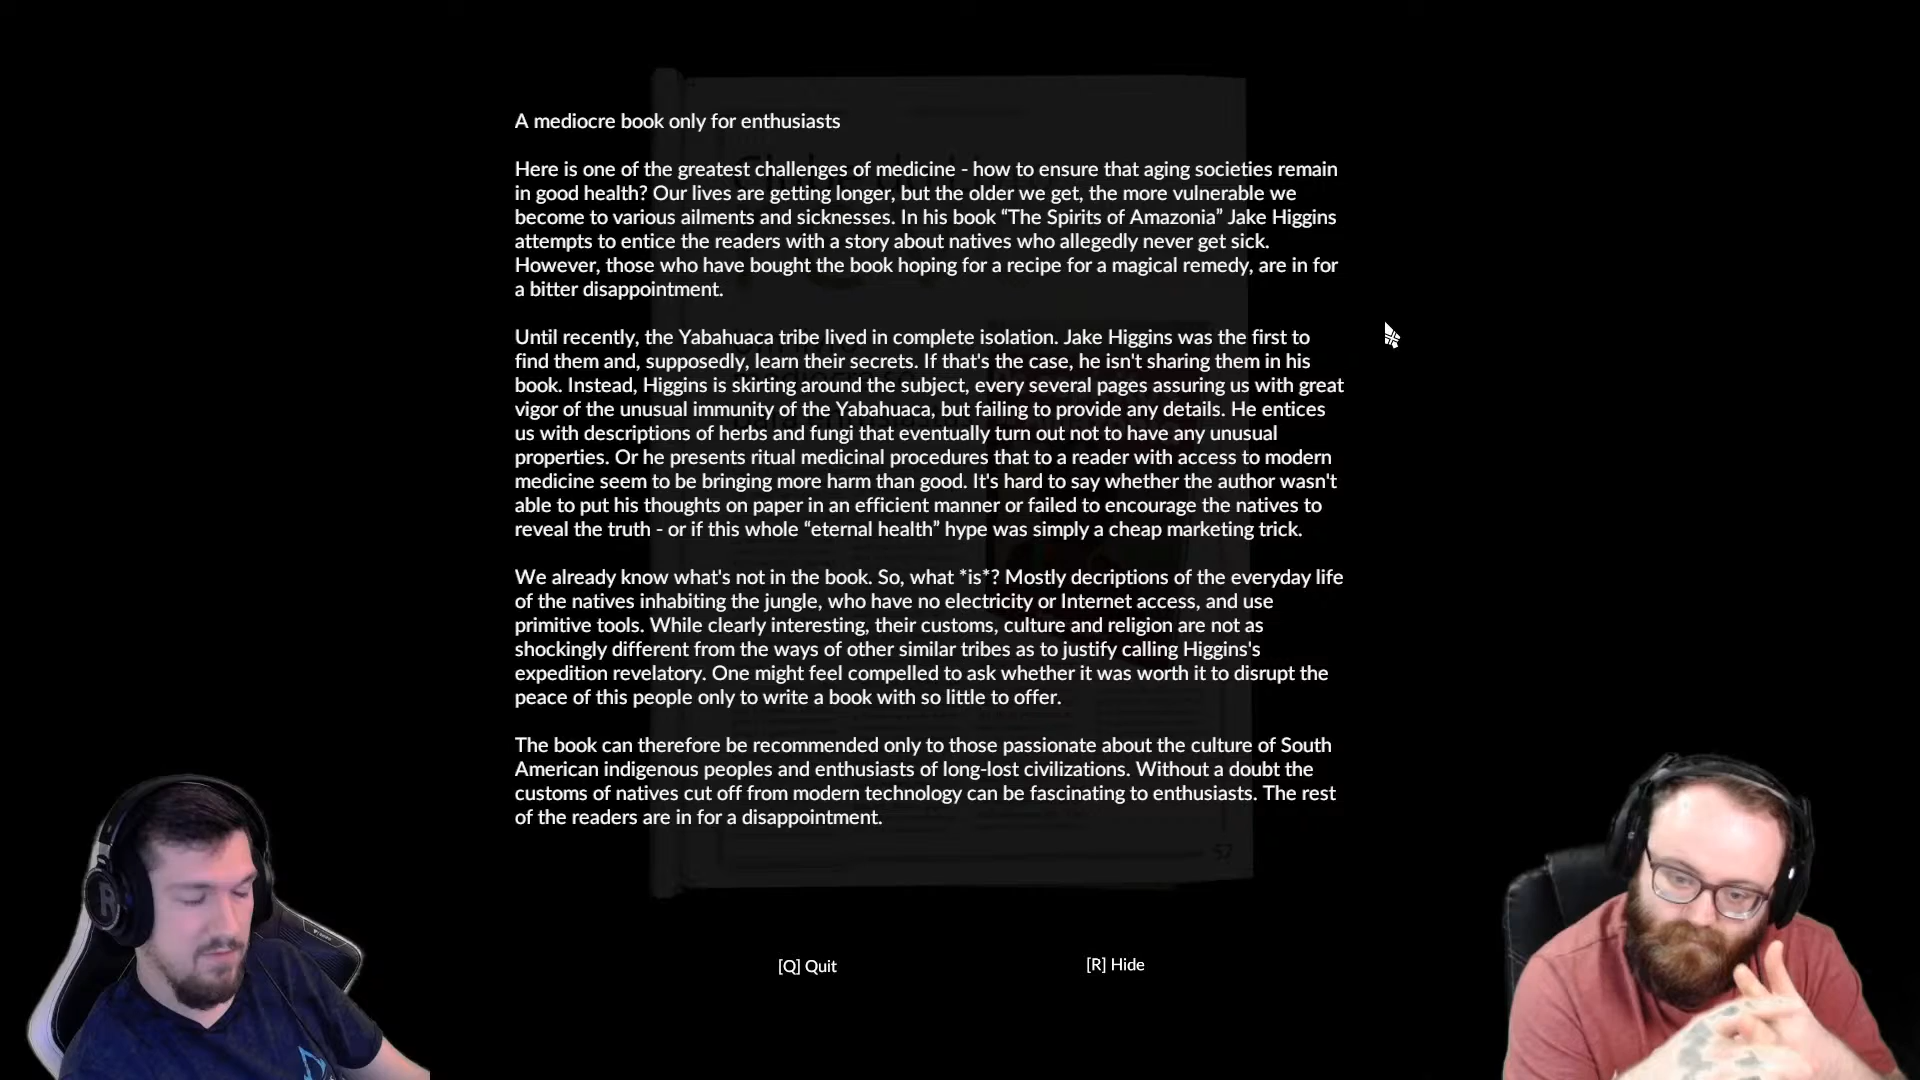 A mediocre book only for enthusiasts
Here is one of the greatest challenges of medicine - how to ensure that aging societies remain
in good health? Our lives are getting longer, but the older we get, the more vulnerable we
become to various ailments and sicknesses. In his book “The Spirits of Amazonia” Jake Higgins
attempts to entice the readers with a story about natives who allegedly never get sick.
However, those who have bought the book hoping for a recipe for a magical remedy, are in for
a bitter disappointment.
Until recently, the Yabahuaca tribe lived in complete isolation. Jake Higgins was the first to
find them and, supposedly, learn their secrets. If that's the case, he isn't sharing them in his
book. Instead, Higgins is skirting around the subject, every several pages assuring us with great
vigor of the unusual immunity of the Yabahuaca, but failing to provide any details. He entices
us with descriptions of herbs and fungi that eventually turn out not to have any unusual
properties. Or he presents ritual medicinal procedures that to a reader with access to modern
medicine seem to be bringing more harm than good. It's hard to say whether the author wasn't
able to put his thoughts on paper in an efficient manner or failed to encourage the natives to
reveal the truth - or if this whole “eternal health” hype was simply a cheap marketing trick.
We already know what's not in the book. So, what *is*? Mostly decriptions of the everyday life
of the natives inhabiting the jungle, who have no electricity or Internet access, and use
primitive tools. While clearly interesting, their customs, culture and religion are not as
shockingly different from the ways of other similar tribes as to justify calling Higgins's
expedition revelatory. One might feel compelled to ask whether it was worth it to disrupt the
peace of this people only to write a book with so little to offer.
The book can therefore be recommended only to those passionate about the culture of South
American indigenous peoples and enthusiasts of long-lost civilizations. Without a doubt the
customs of natives cut off from modern technology can be fascinating to enthusiasts. The rest
of the readers are in for a disappointment.
57
[Q] Quit
[R] Hide